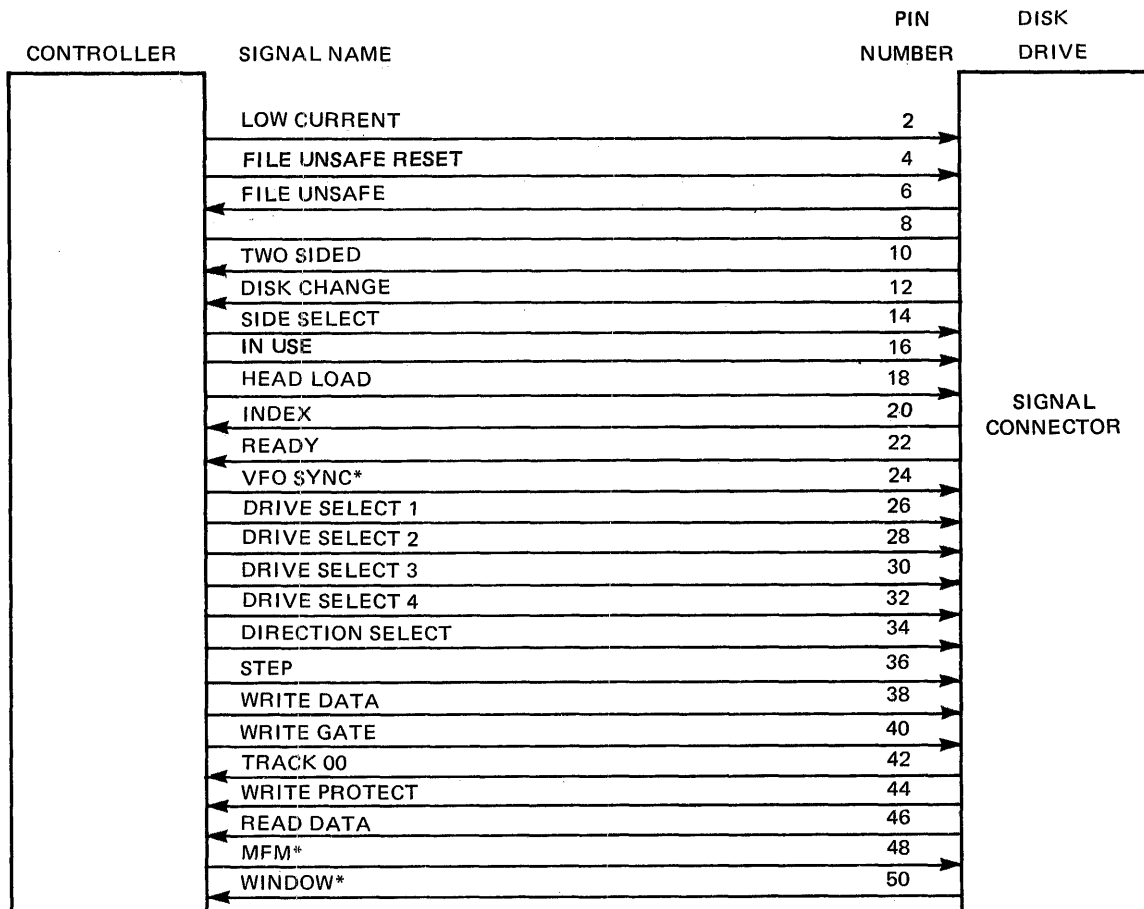 PIN DISK
CONTROLLER SIGNAL NAME NUMBER DRIVE
LOW CURRENT 2
FILE UNSAFE RESET 4
FILE UNSAFE 6
8
TWO SIDED 10
DISK CHANGE 12
SIDE SELECT 14
IN USE 16
HEAD LOAD 18
INDEX 20
READY 22
VFO SYNC* 24
DRIVE SELECT 1 26
DRIVE SELECT 2 28
DRIVE SELECT 3 30
DRIVE SELECT 4 32
DIRECTION SELECT 34
STEP 36
WRITE DATA 38
WRITE GATE 40
TRACK 00 42
WRITE PROTECT 44
READ DATA 46
MFM* 48
WINDOW* 50
SIGNAL
CONNECTOR